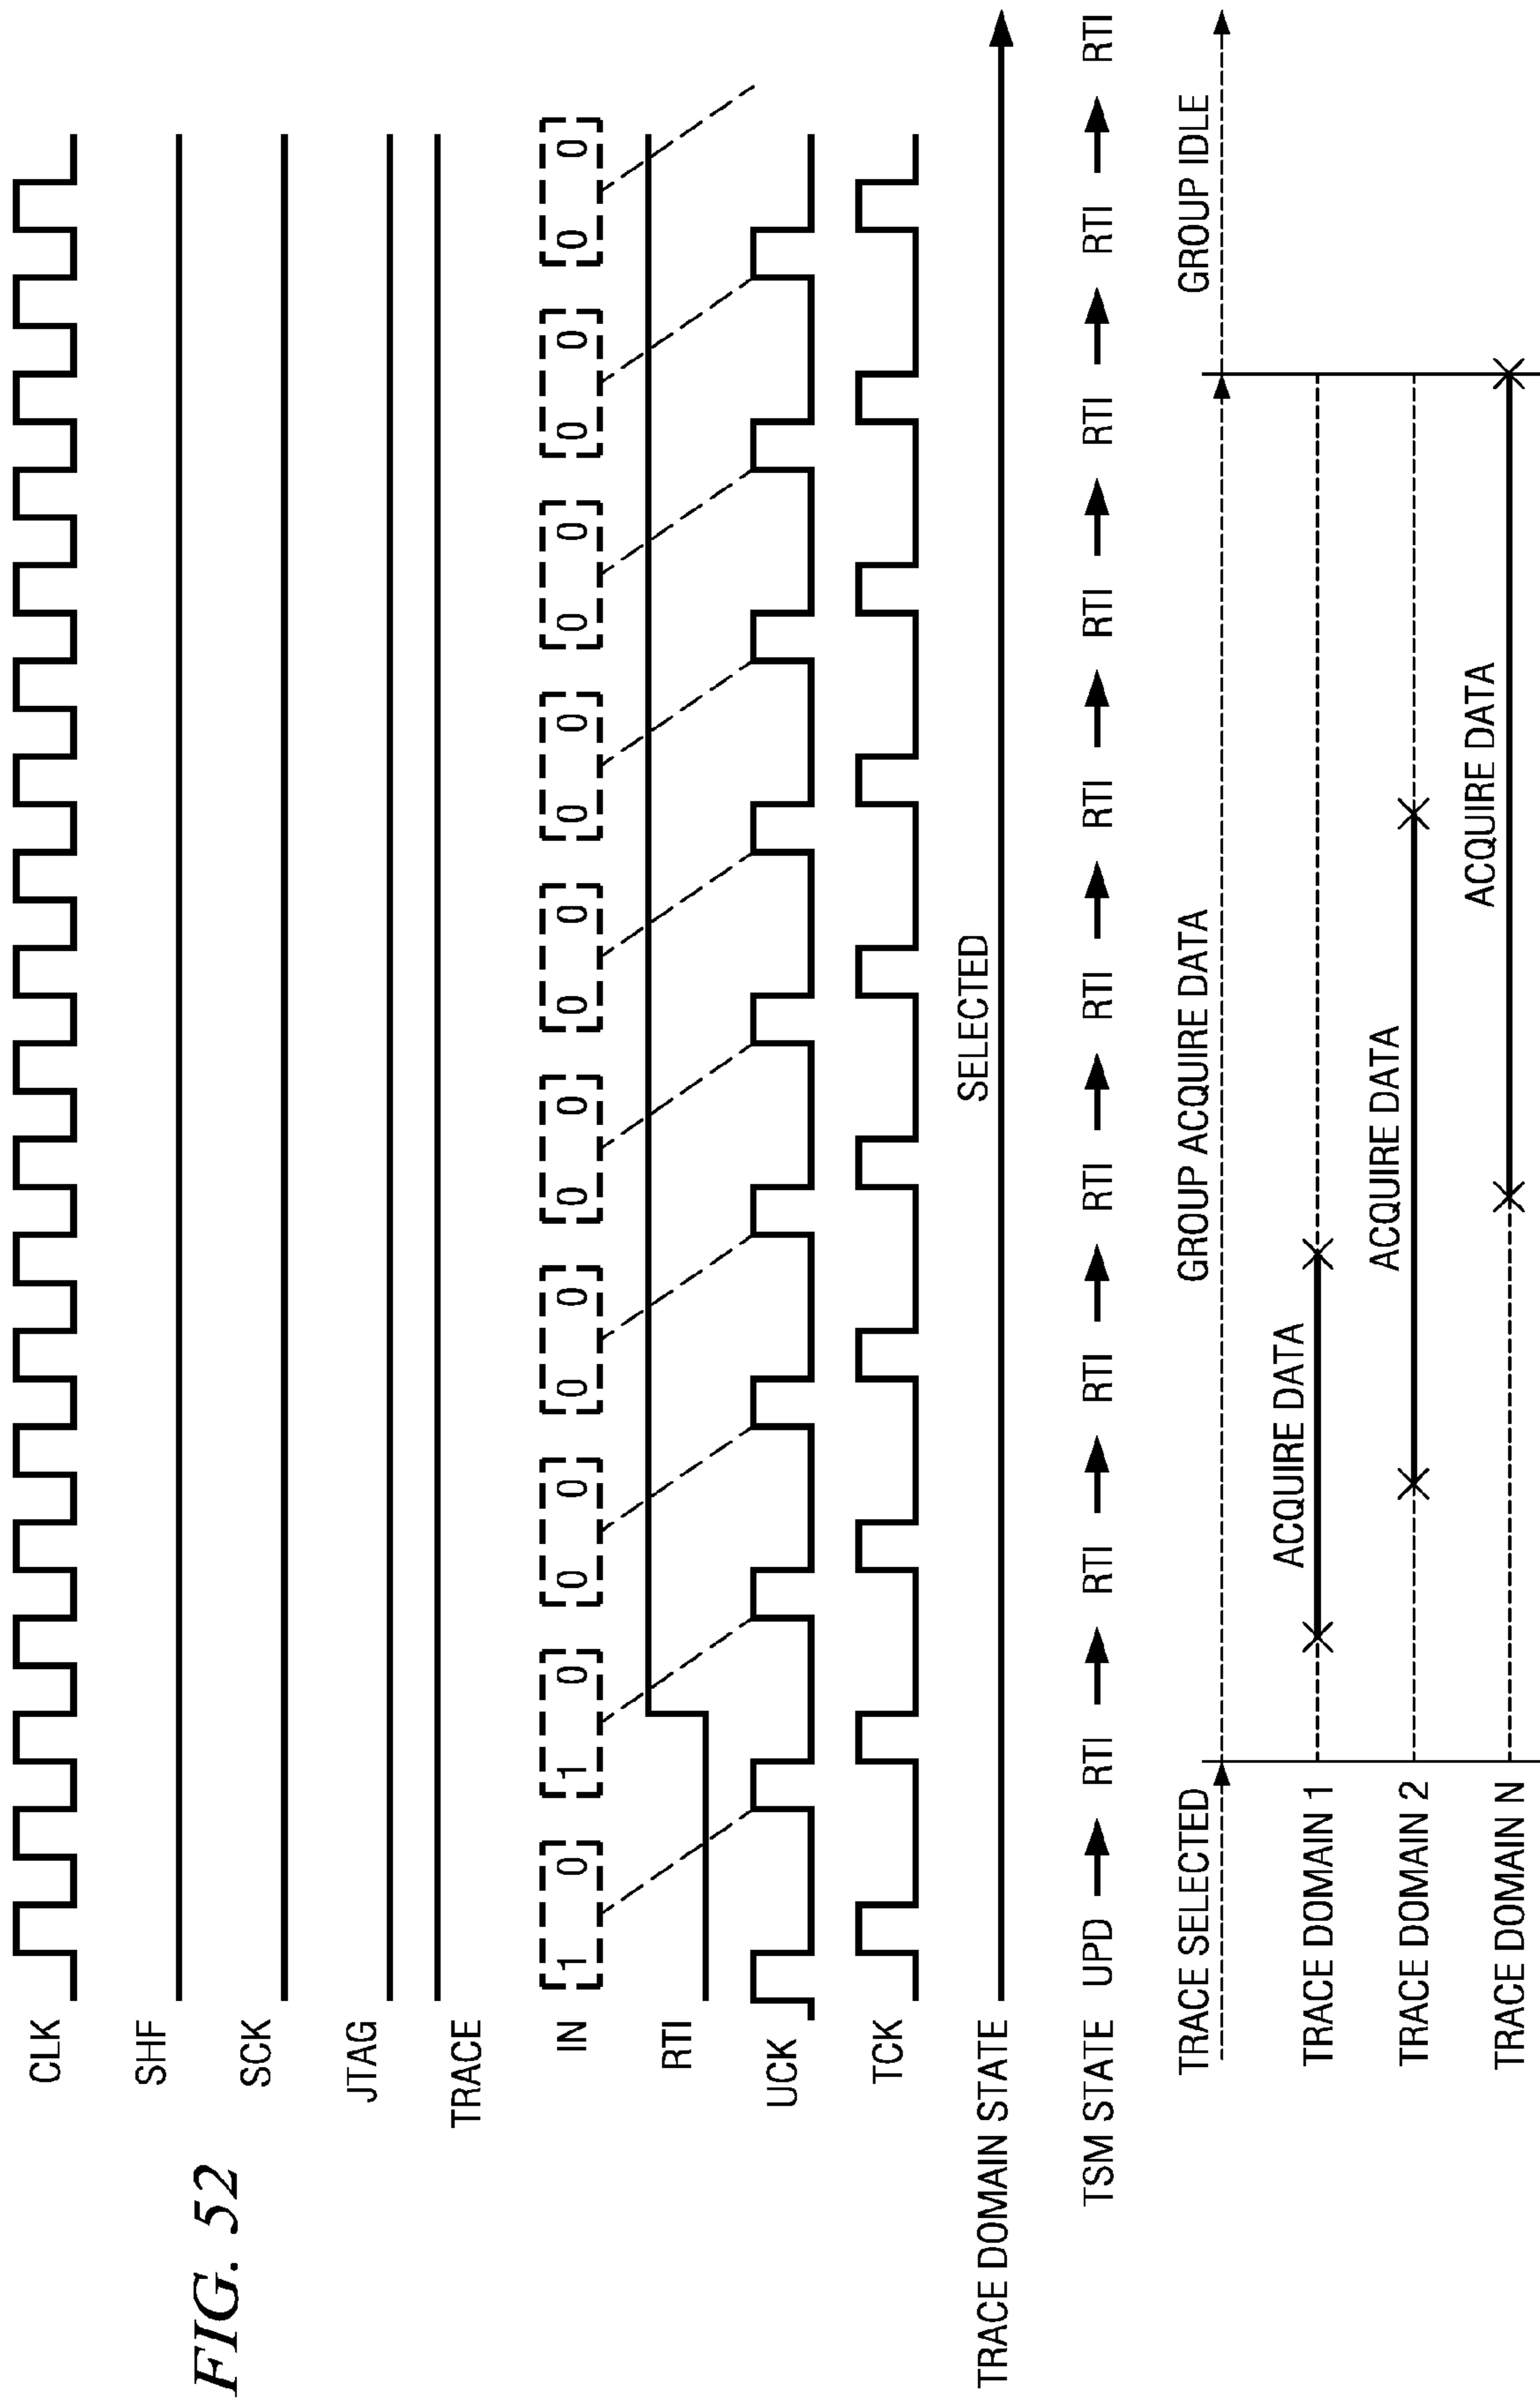 FIG. 52
CLK
SHF
SCK
JTAG
TRACE
IN 1 0 1 0 0 0 0 0 0 0 0 0 0 0 0 0 0 0 0 0
RTI
UCK
TCK
SELECTED
TRACE DOMAIN STATE
TSM STATE UPD RTI RTI RTI RTI RTI RTI RTI RTI RTI RTI
TRACE SELECTED GROUP ACQUIRE DATA GROUP IDLE
ACQUIRE DATA
TRACE DOMAIN 1
ACQUIRE DATA
TRACE DOMAIN 2
ACQUIRE DATA
TRACE DOMAIN N